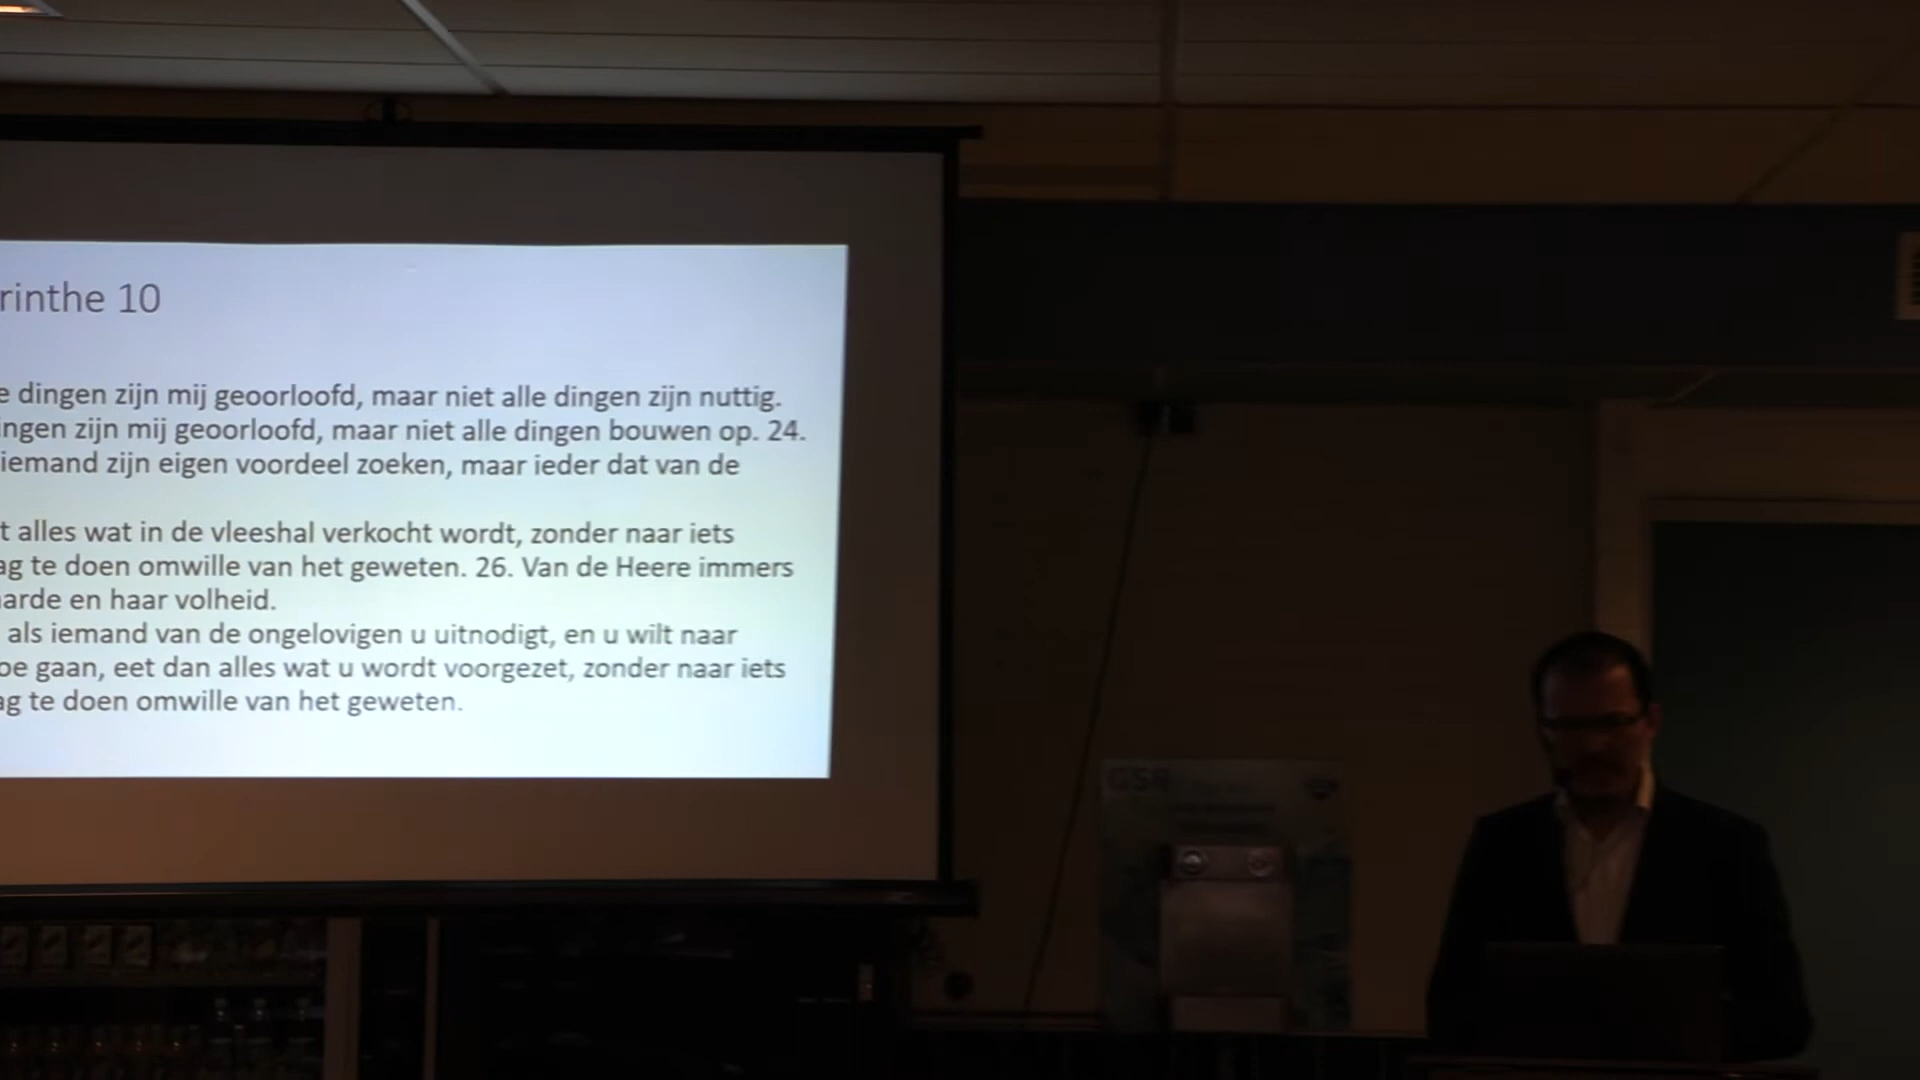 rinthe 10
e dingen zijn mij geoorloofd, maar niet alle dingen zijn nuttig.
ingen zijn mij geoorloofd, maar niet alle dingen bouwen op. 24.
iemand zijn eigen voordeel zoeken, maar ieder dat van de
t alles wat in de vleeshal verkocht wordt, zonder naar iets
ag te doen omwille van het geweten. 26. Van de Heere immers
aarde en haar volheid.
als iemand van de ongelovigen u uitnodigt, en u wilt naar
oe gaan, eet dan alles wat u wordt voorgezet, zonder naar iets
ag te doen omwille van het geweten.